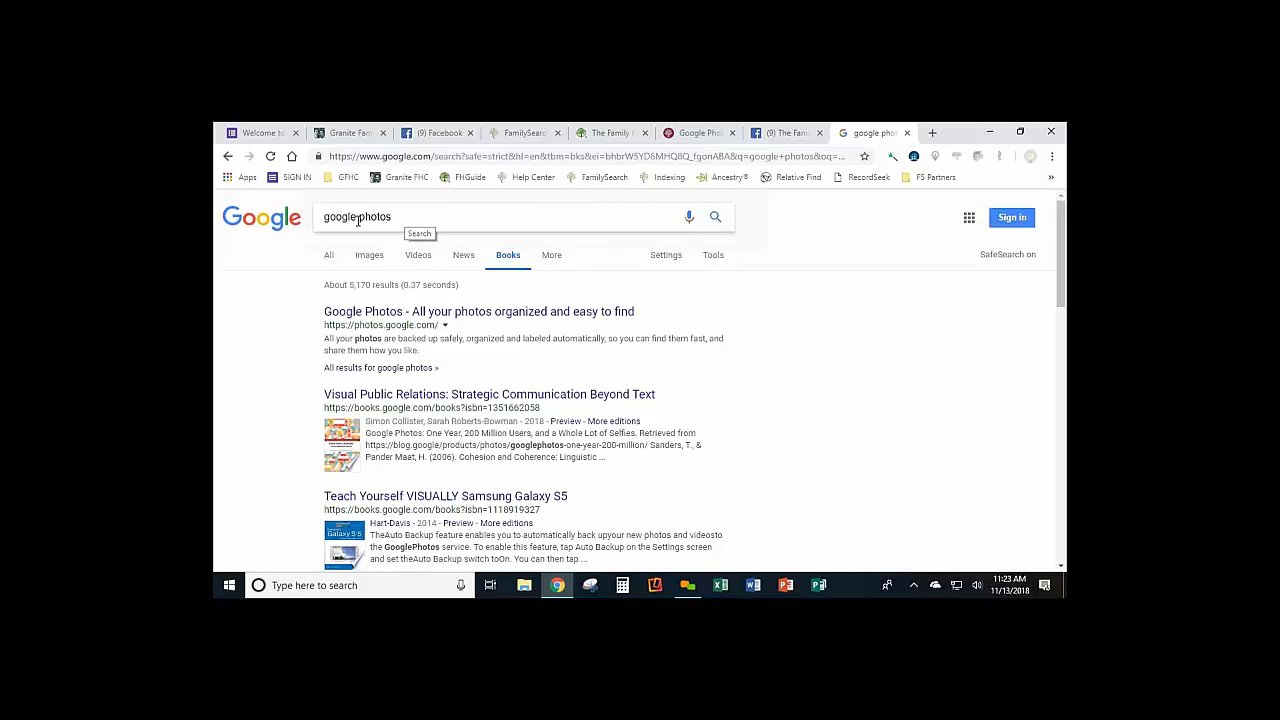 Welcome to
Granite Fam
(9) Facebook
FamilySearch
The Family
Google Phot
(9) The Fam
google phot
https://www.google.com/search?safe=strict&hl=en&tbm=bks&ei=bhbrW5YD6MHQ8Q_fgonABA&q=google+photos&oq=...
Apps
SIGN IN
GFHC
Granite FHC
FHGuide
Help Center
FamilySearch
Indexing
Ancestry®
Relative Find
RecordSeek
FS Partners
»
Google
google photos
Sign in
Search
All
Images
Videos
News
Books
More
Settings
Tools
SafeSearch on
About 5,170 results (0.37 seconds)
Google Photos - All your photos organized and easy to find
https://photos.google.com/
All your photos are backed up safely, organized and labeled automatically, so you can find them fast, and
share them how you like.
All results for google photos »
Visual Public Relations: Strategic Communication Beyond Text
https://books.google.com/books?isbn=1351662058
Simon Collister, Sarah Roberts-Bowman - 2018 - Preview - More editions
Google Photos: One Year, 200 Million Users, and a Whole Lot of Selfies. Retrieved from
https://blog.google/products/photos/googlephotos-one-year-200-million/ Sanders, T., &
Pander Maat, H. (2006). Cohesion and Coherence: Linguistic ...
Teach Yourself VISUALLY Samsung Galaxy S5
https://books.google.com/books?isbn=1118919327
Hart-Davis - 2014 - Preview - More editions
TheAuto Backup feature enables you to automatically back upyour new photos and videosto
the GooglePhotos service. To enable this feature, tap Auto Backup on the Settings screen
and set theAuto Backup switch toOn. You can then tap ...
Galaxy S5
Type here to search
11:23 AM
11/13/2018